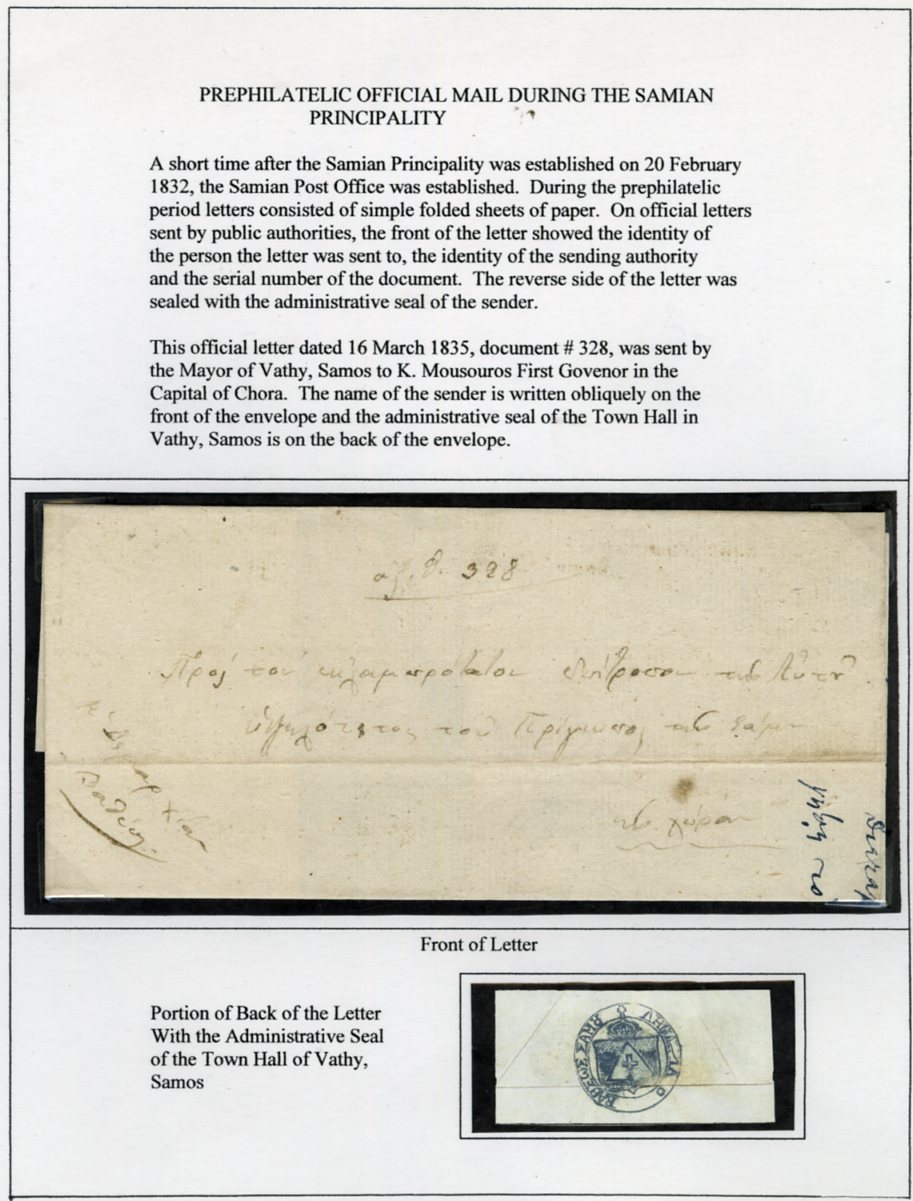 PREPHILATELIC OFFICIAL MAIL DURING THE SAMIAN
PRINCIPALITY
A short time after the Samian Principality was established on 20 February
1832, the Samian Post Office was established.  During the prephilatelic
period letters consisted of simple folded sheets of paper.  On official letters
sent by public authorities, the front of the letter showed the identity of
the person the letter was sent to, the identity of the sending authority
and the serial number of the document.  The reverse side of the letter was
sealed with the administrative seal of the sender.
This official letter dated 16 March 1835, document # 328, was sent by
the Mayor of Vathy, Samos to K. Mousouros First Govenor in the
Capital of Chora.  The name of the sender is written obliquely on the
front of the envelope and the administrative seal of the Town Hall in
Vathy, Samos is on the back of the envelope.
328
Πρὸς τὸν
τοῦ
Front of Letter
Portion of Back of the Letter
With the Administrative Seal
of the Town Hall of Vathy,
Samos